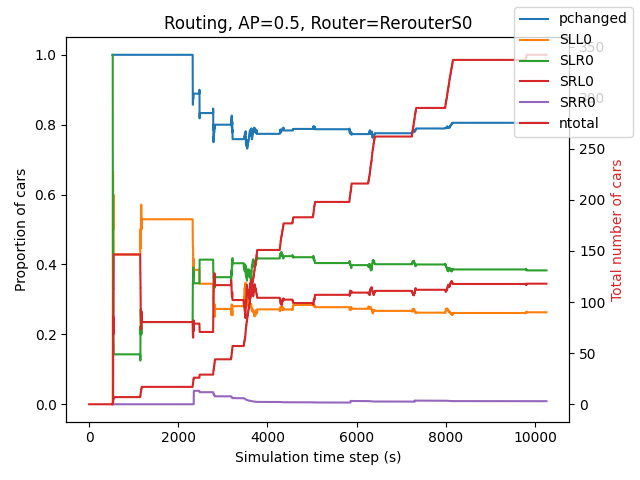 Routing, AP=0.5, Router=RerouterS0
pchanged
SLL0
SLR0
SRL0
SRR0
ntotal
1.0
0.8
0.6
0.4
0.2
0.0
Proportion of cars
350
300
250
200
150
100
50
0
Total number of cars
0
2000
4000
6000
8000
10000
Simulation time step (s)